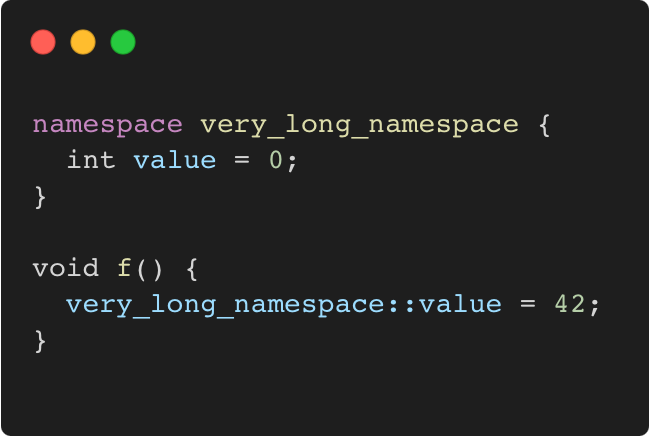 namespace very_long_namespace {
  int value = 0;
}

void f() {
  very_long_namespace::value = 42;
}